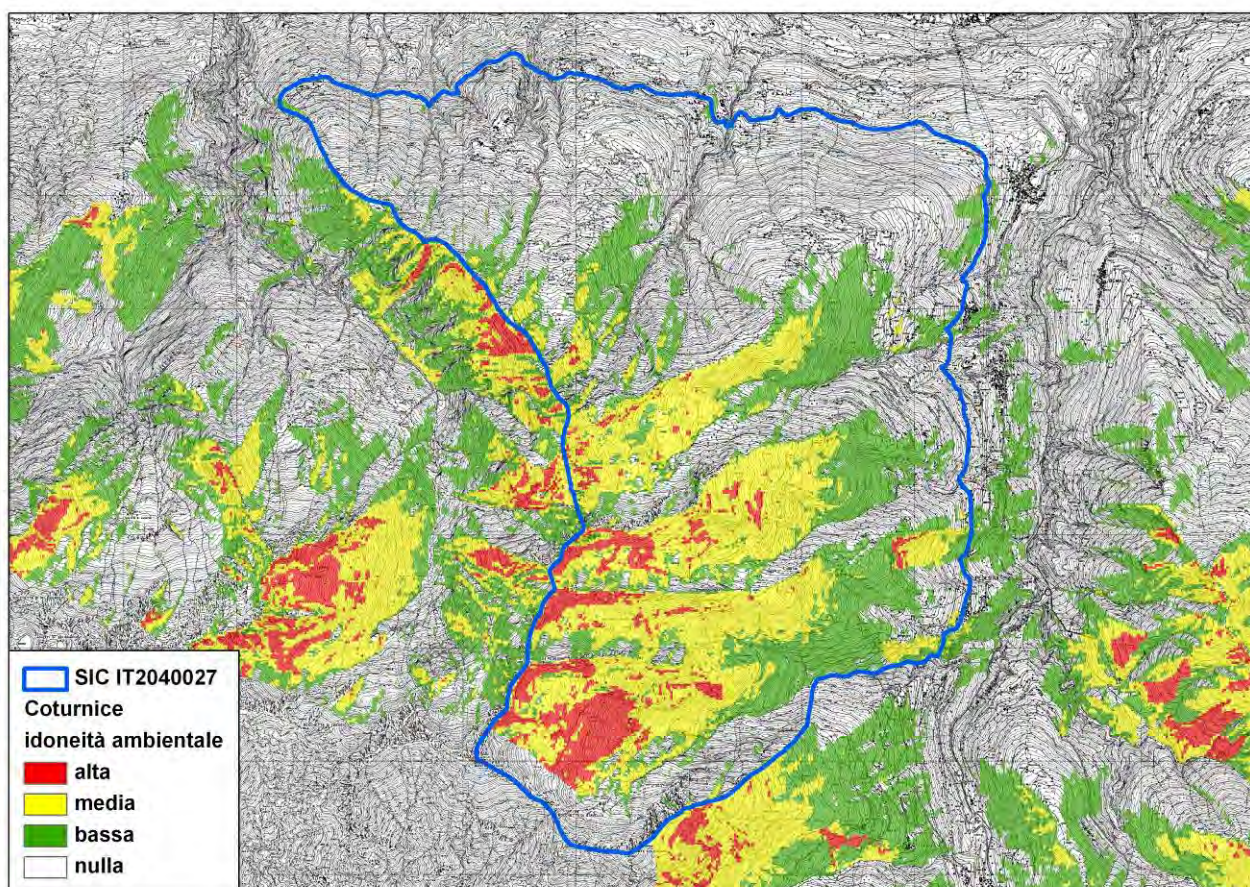 SIC IT2040027
Coturnice
idoneità ambientale
alta
media
bassa
nulla